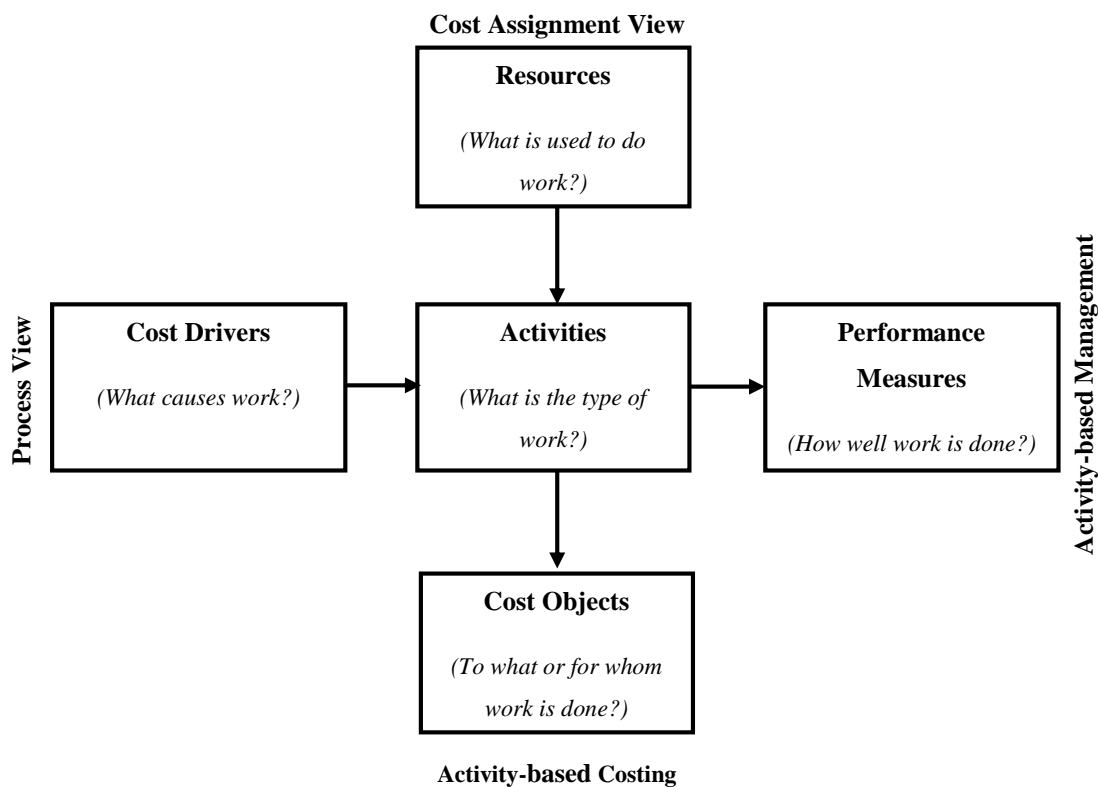 Cost Assignment View
Resources
(What is used to do
work?)
Process View
Cost Drivers
(What causes work?)
Activities
(What is the type of
work?)
Performance
Measures
(How well work is done?)
Activity-based Management
Cost Objects
(To what or for whom
work is done?)
Activity-based Costing